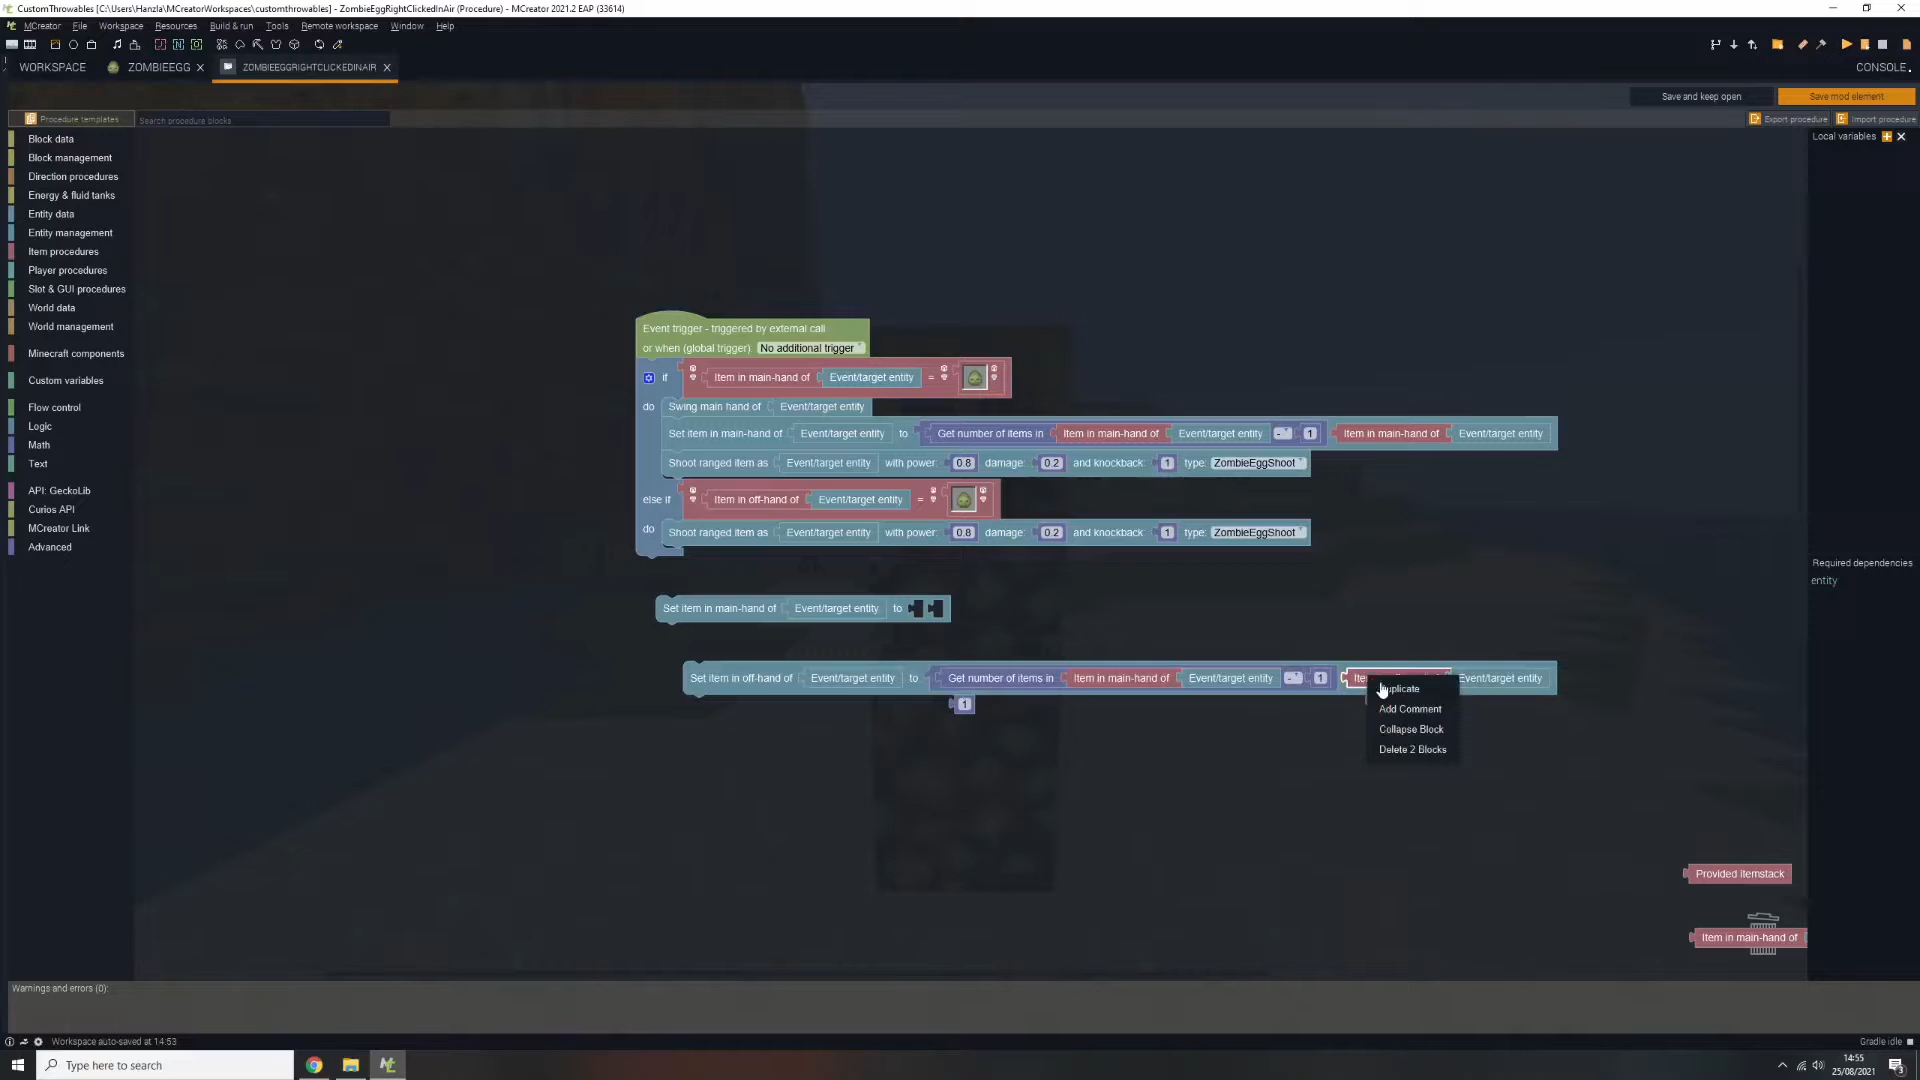 CustomThrowables [C:\Users\Hanzla\MCreatorWorkspaces\customthrowables] - ZombieEggRightClickedInAir (Procedure) - MCreator 2021.2 EAP (33614)
MCreator File Workspace Resources Build & run Tools Remote workspace Window Help
WORKSPACE ZOMBIEEGG ZOMBIEEGGRIGHTCLICKEDINAIR CONSOLE
Save and keep open Save mod element
Procedure templates Search procedure blocks Export procedure Import procedure
Local variables
Block data
Block management
Direction procedures
Energy & fluid tanks
Entity data
Entity management
Item procedures
Player procedures
Slot & GUI procedures
World data
World management
Minecraft components
Custom variables
Flow control
Logic
Math
Text
API: GeckoLib
Curios API
MCreator Link
Advanced
Event trigger - triggered by external call
or when (global trigger): No additional trigger
if Item in main-hand of Event/target entity =
do Swing main hand of Event/target entity
Set item in main-hand of Event/target entity to Get number of items in Item in main-hand of Event/target entity - 1 Item in main-hand of Event/target entity
Shoot ranged item as Event/target entity with power: 0.8 damage: 0.2 and knockback: 1 type: ZombieEggShoot
else if Item in off-hand of Event/target entity =
do Shoot ranged item as Event/target entity with power: 0.8 damage: 0.2 and knockback: 1 type: ZombieEggShoot
Set item in main-hand of Event/target entity to
Set item in off-hand of Event/target entity to Get number of items in Item in main-hand of Event/target entity - 1 Event/target entity
1
Duplicate
Add Comment
Collapse Block
Delete 2 Blocks
Required dependencies
entity
Provided itemstack
Item in main-hand of
Warnings and errors (0):
Workspace auto-saved at 14:53 Gradle idle
Type here to search
14:55
25/08/2021